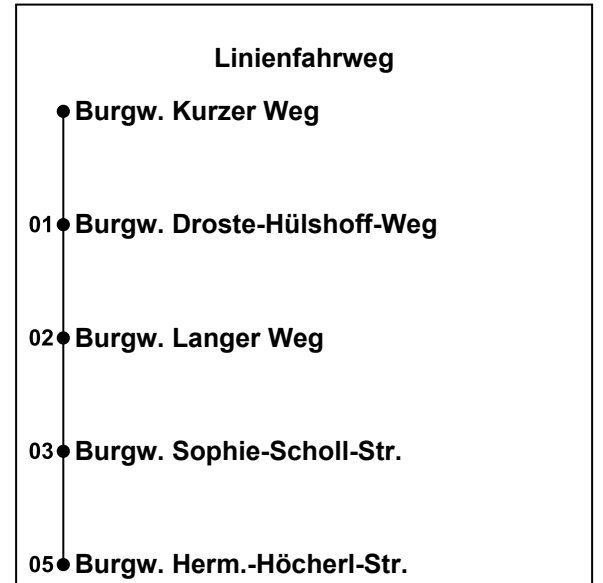 Linienfahrweg
Burgw. Kurzer Weg
01 Burgw. Droste-Hülshoff-Weg
02 Burgw. Langer Weg
03 Burgw. Sophie-Scholl-Str.
05 Burgw. Herm.-Höcherl-Str.